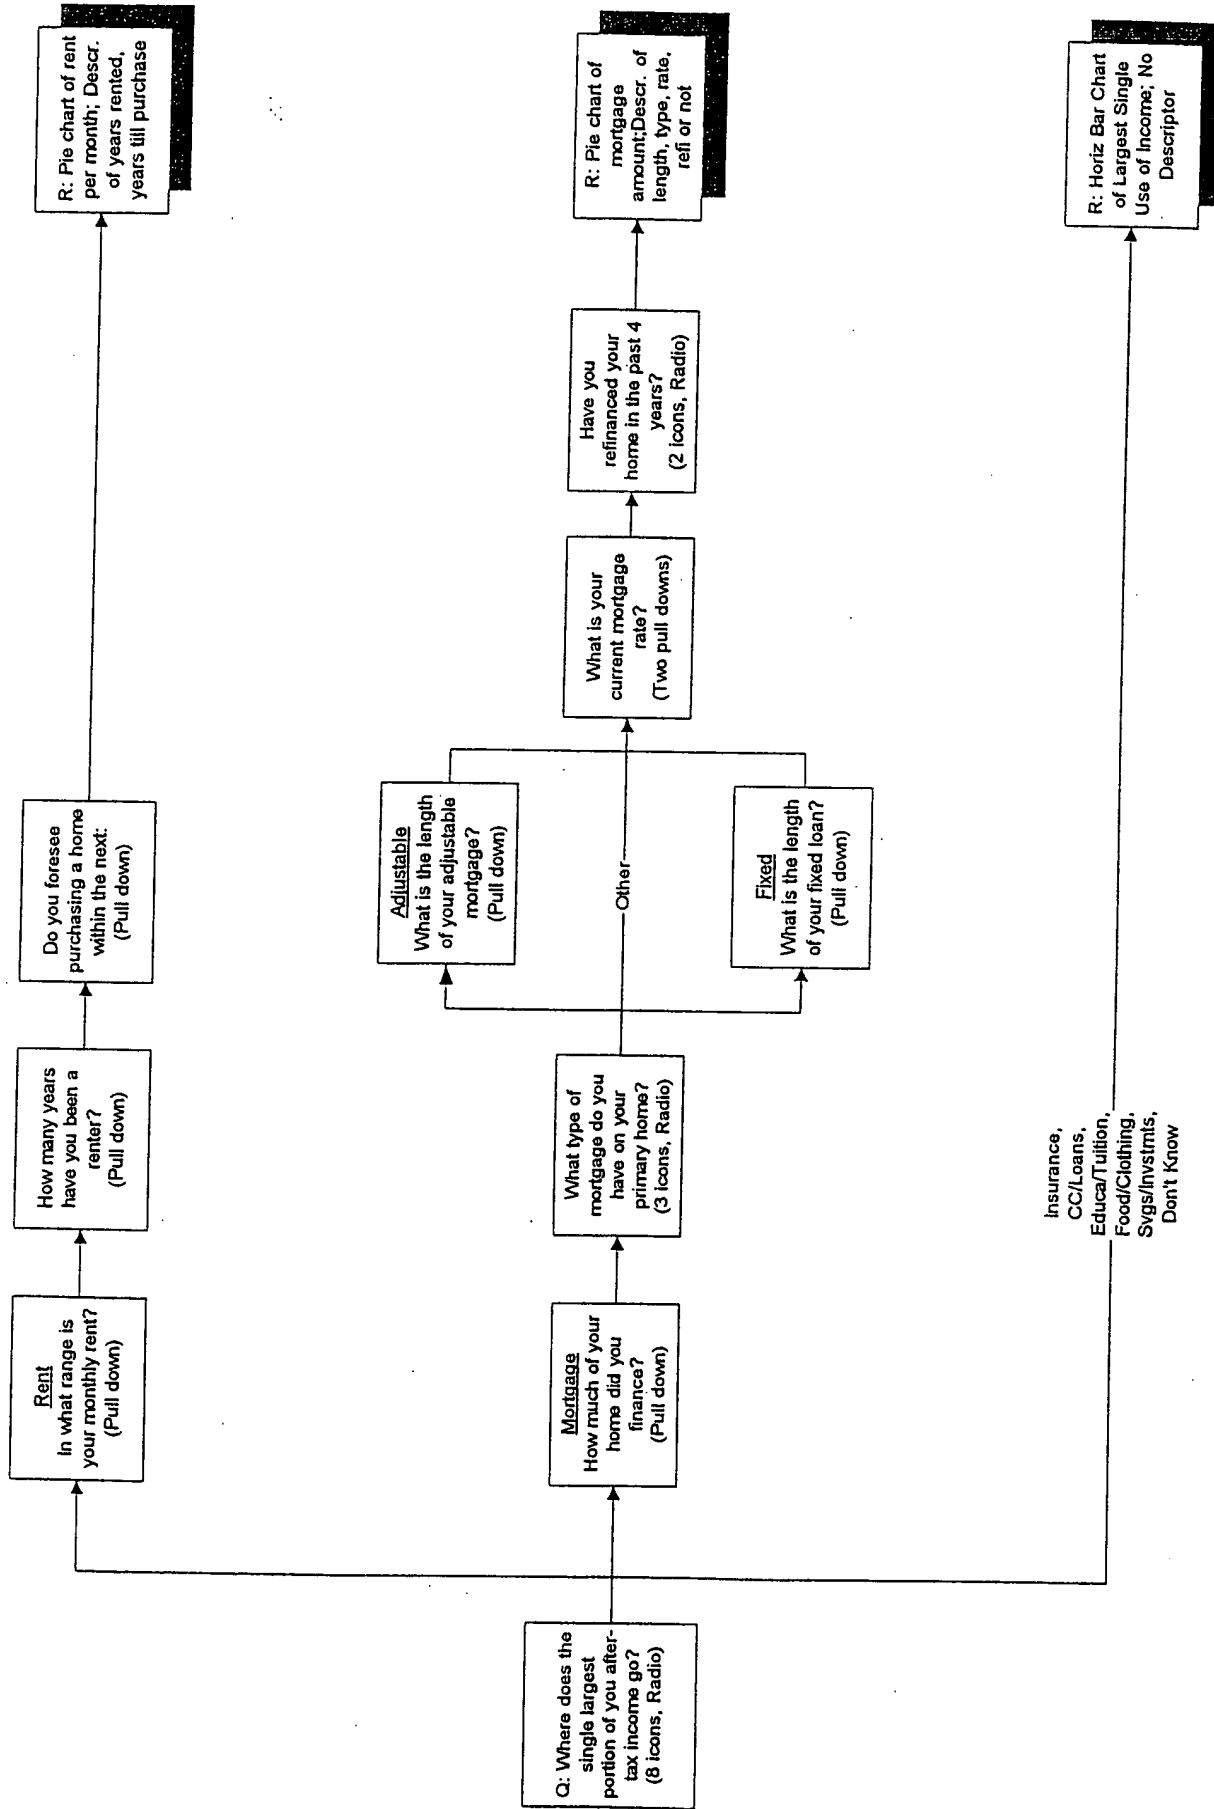 Q: Where does the
single largest
portion of you after-
tax income go?
(8 icons, Radio)
Rent
In what range is
your monthly rent?
(Pull down)
How many years
have you been a
renter?
(Pull down)
Do you foresee
purchasing a home
within the next:
(Pull down)
R: Pie chart of rent
per month; Descr.
of years rented,
years till purchase
Mortgage
How much of your
home did you
finance?
(Pull down)
What type of
mortgage do you
have on your
primary home?
(3 icons, Radio)
Adjustable
What is the length
of your adjustable
mortgage?
(Pull down)
Other
Fixed
What is the length
of your fixed loan?
(Pull down)
What is your
current mortgage
rate?
(Two pull downs)
Have you
refinanced your
home in the past 4
years?
(2 icons, Radio)
R: Pie chart of
mortgage
amount;Descr. of
length, type, rate,
refi or not
Insurance,
CC/Loans,
Educa/Tuition,
Food/Clothing,
Svgs/Invstmts,
Don't Know
R: Horiz Bar Chart
of Largest Single
Use of Income; No
Descriptor